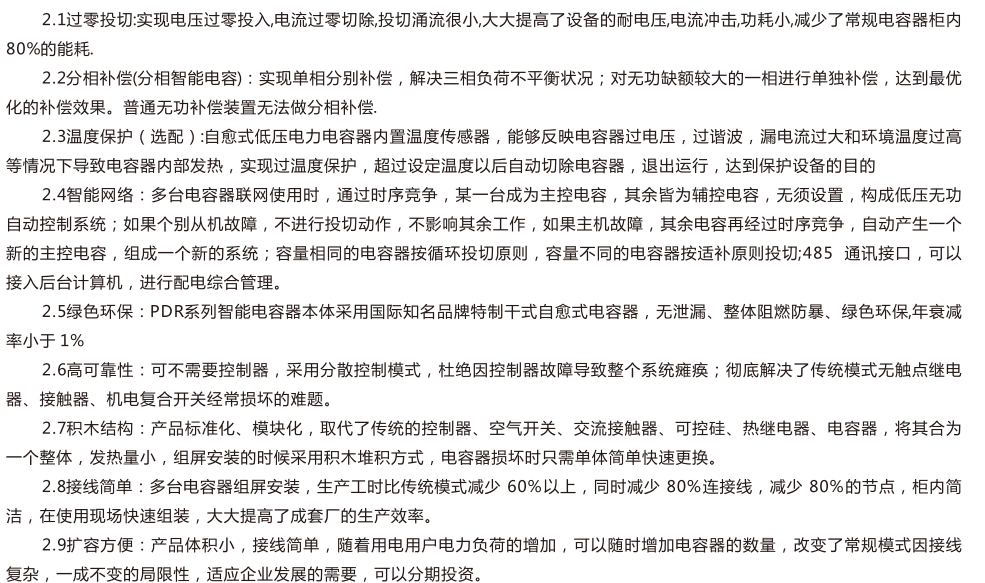 2.1过零投切:实现电压过零投入,电流过零切除,投切涌流很小,大大提高了设备的耐电压,电流冲击,功耗小,减少了常规电容器柜内
80%的能耗.
2.2分相补偿(分相智能电容)：实现单相分别补偿，解决三相负荷不平衡状况；对无功缺额较大的一相进行单独补偿，达到最优
化的补偿效果。普通无功补偿装置无法做分相补偿.
2.3温度保护（选配）:自愈式低压电力电容器内置温度传感器，能够反映电容器过电压，过谐波，漏电流过大和环境温度过高
等情况下导致电容器内部发热，实现过温度保护，超过设定温度以后自动切除电容器，退出运行，达到保护设备的目的
2.4智能网络：多台电容器联网使用时，通过时序竞争，某一台成为主控电容，其余皆为辅控电容，无须设置，构成低压无功
自动控制系统；如果个别从机故障，不进行投切动作，不影响其余工作，如果主机故障，其余电容再经过时序竞争，自动产生一个
新的主控电容，组成一个新的系统；容量相同的电容器按循环投切原则，容量不同的电容器按适补原则投切;485 通讯接口，可以
接入后台计算机，进行配电综合管理。
2.5绿色环保：PDR系列智能电容器本体采用国际知名品牌特制干式自愈式电容器，无泄漏、整体阻燃防暴、绿色环保,年衰减
率小于 1%
2.6高可靠性：可不需要控制器，采用分散控制模式，杜绝因控制器故障导致整个系统瘫痪；彻底解决了传统模式无触点继电
器、接触器、机电复合开关经常损坏的难题。
2.7积木结构：产品标准化、模块化，取代了传统的控制器、空气开关、交流接触器、可控硅、热继电器、电容器，将其合为
一个整体，发热量小，组屏安装的时候采用积木堆积方式，电容器损坏时只需单体简单快速更换。
2.8接线简单：多台电容器组屏安装，生产工时比传统模式减少 60%以上，同时减少 80%连接线，减少 80%的节点，柜内简
洁，在使用现场快速组装，大大提高了成套厂的生产效率。
2.9扩容方便：产品体积小，接线简单，随着用电用户电力负荷的增加，可以随时增加电容器的数量，改变了常规模式因接线
复杂，一成不变的局限性，适应企业发展的需要，可以分期投资。